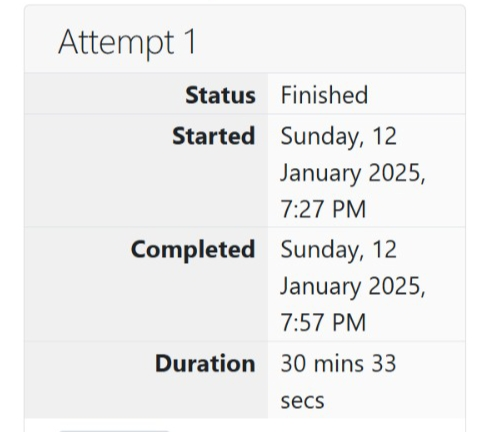 Attempt 1
Status Finished
Started Sunday, 12
January 2025,
7:27 PM
Completed Sunday, 12
January 2025,
7:57 PM
Duration 30 mins 33
secs